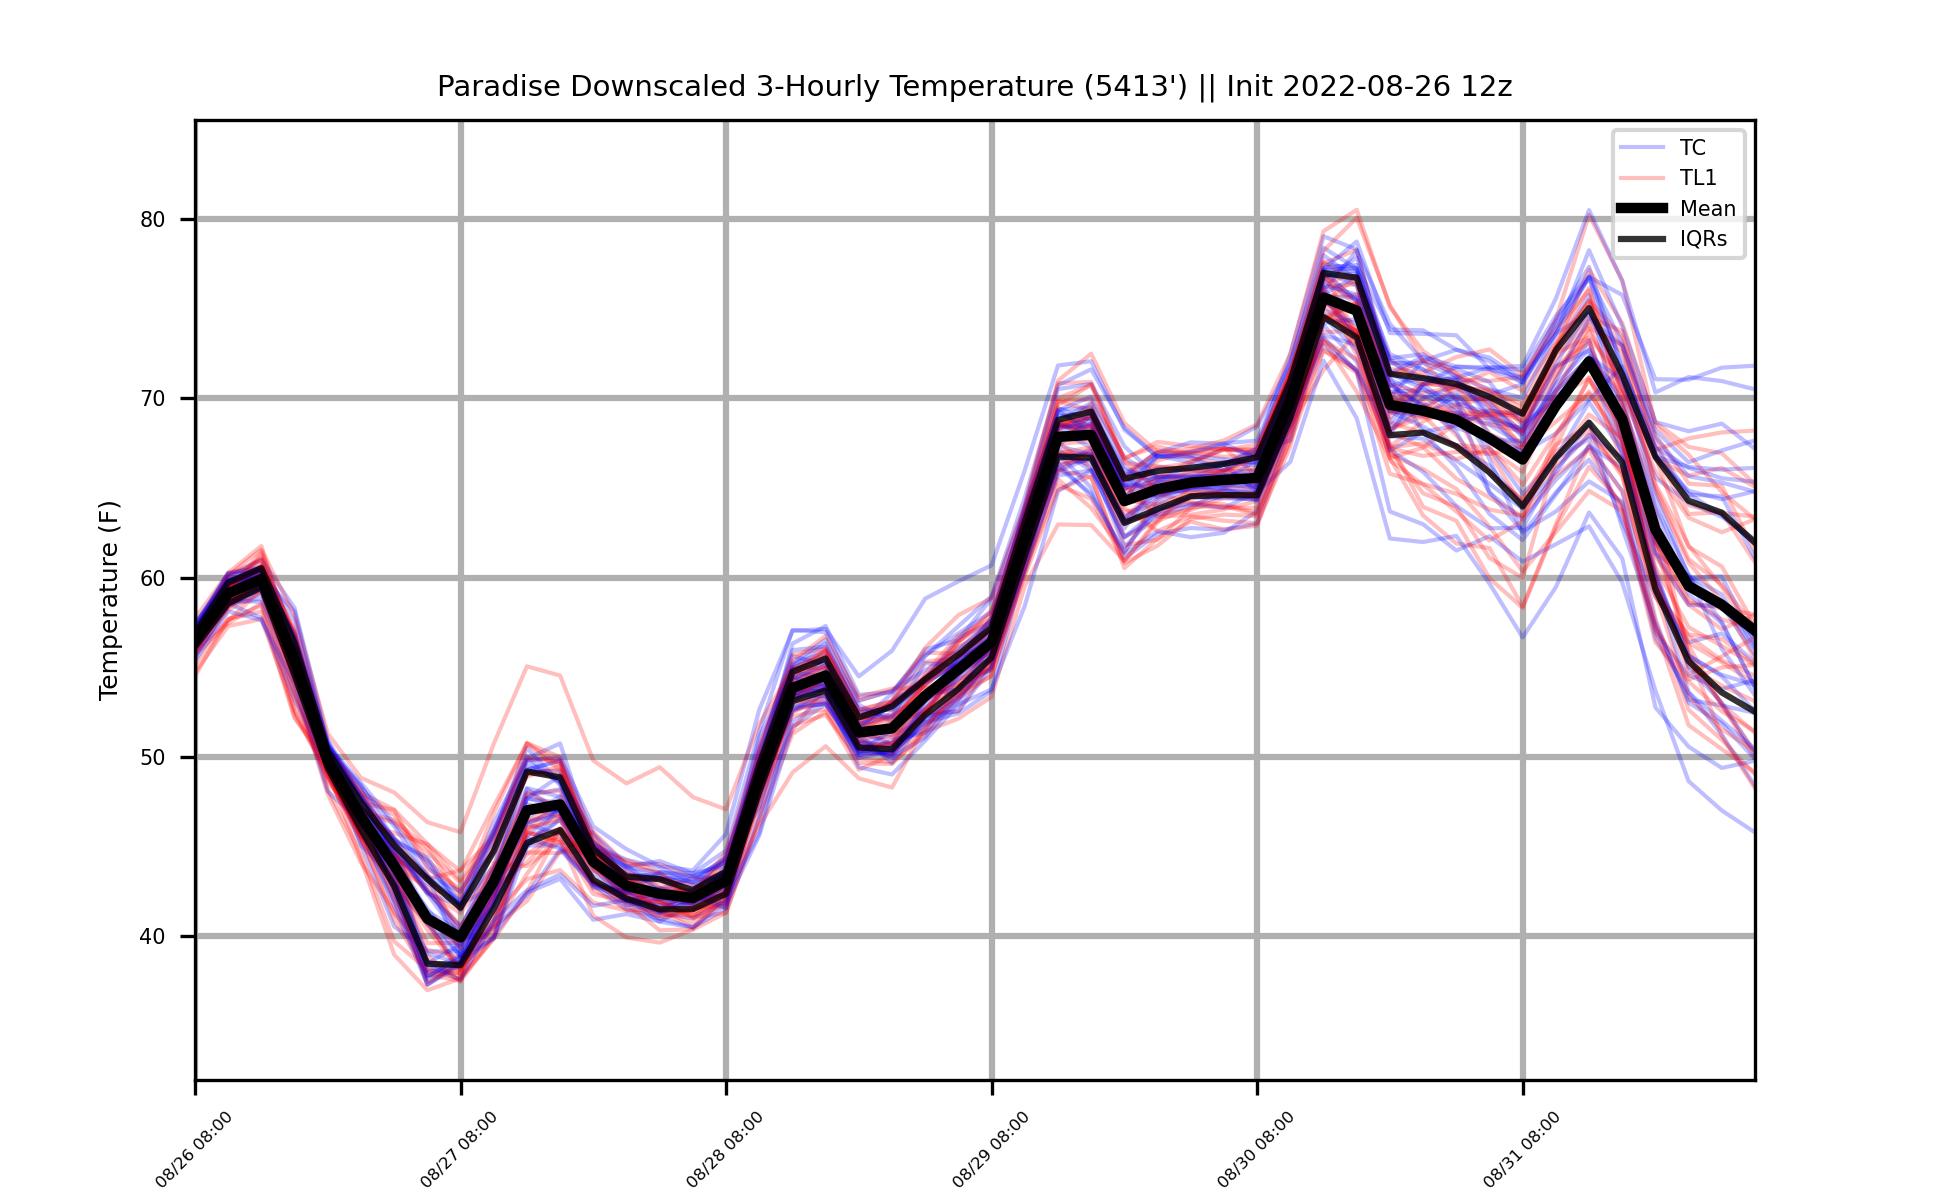 Paradise Downscaled 3-Hourly Temperature (5413') || Init 2022-08-26 12z
TC
TL1
Mean
IQRs
Temperature (F)
80
70
60
50
40
08/26 08:00
08/27 08:00
08/28 08:00
08/29 08:00
08/30 08:00
08/31 08:00